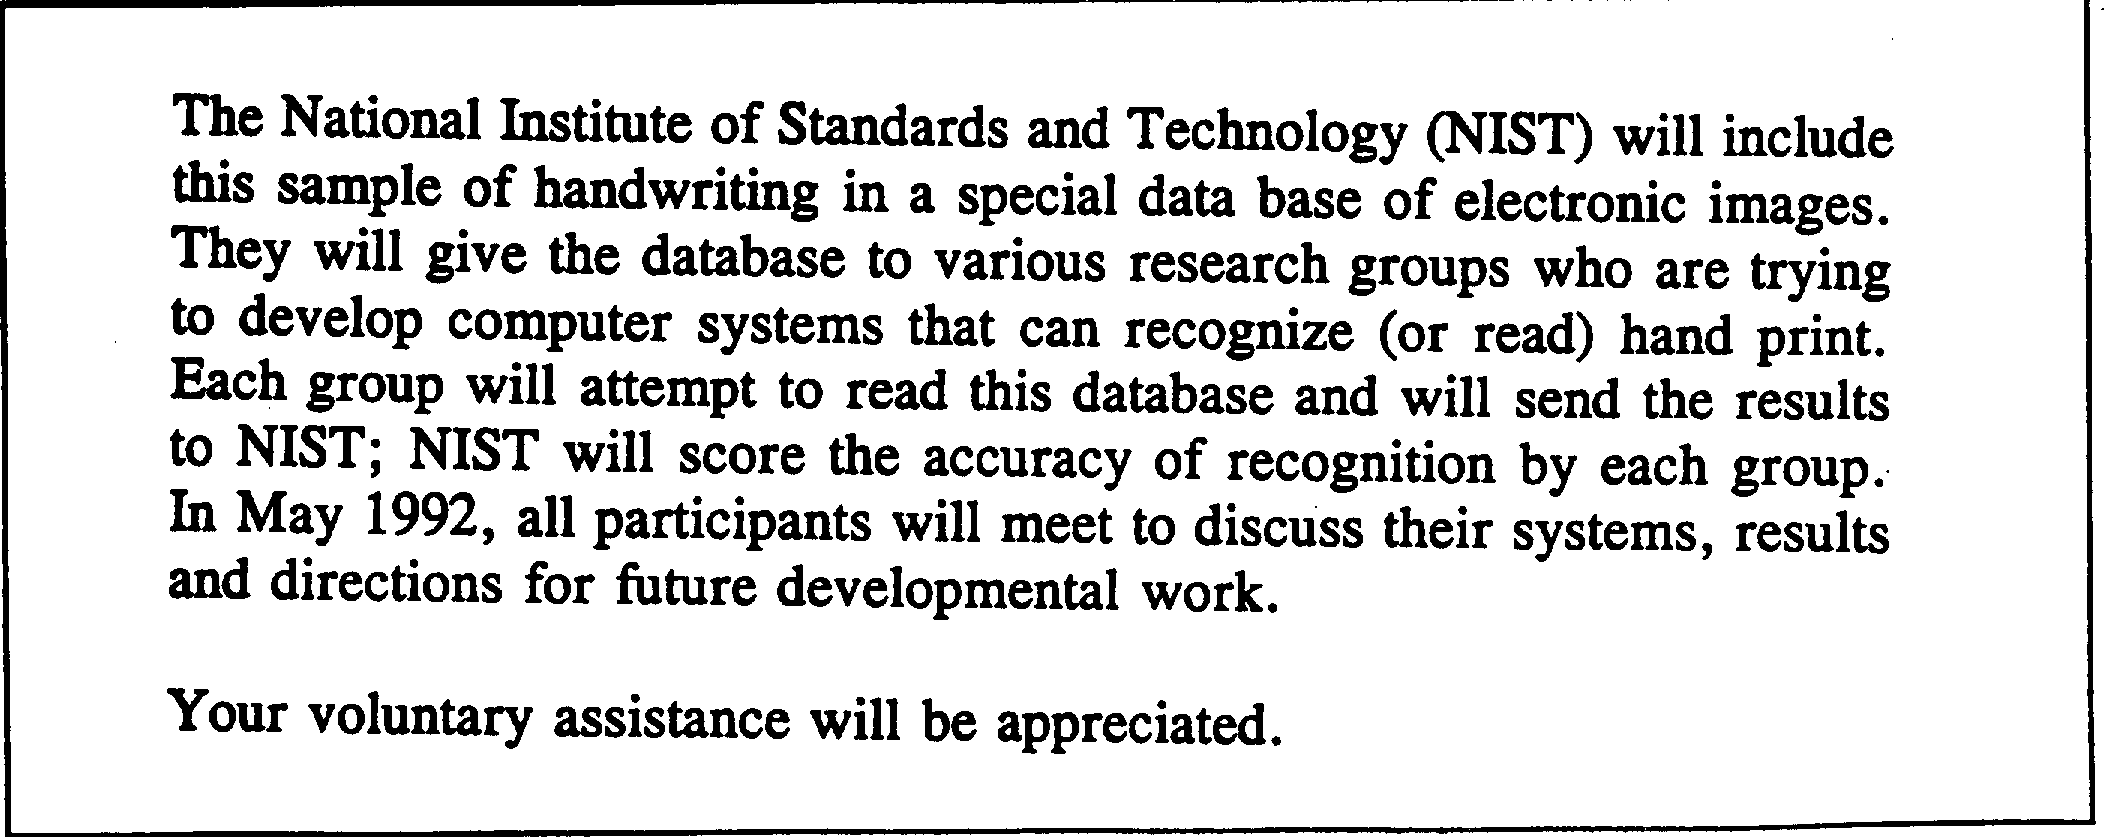 The National Institute of Standards and Technology (NIST) will include
this sample of handwriting in a special data base of electronic images.
They will give the database to various research groups who are trying
to develop computer systems that can recognize (or read) hand print.
Each group will attempt to read this database and will send the results
to NIST; NIST will score the accuracy of recognition by each group.
In May 1992, all participants will meet to discuss their systems, results
and directions for future developmental work.
Your voluntary assistance will be appreciated.